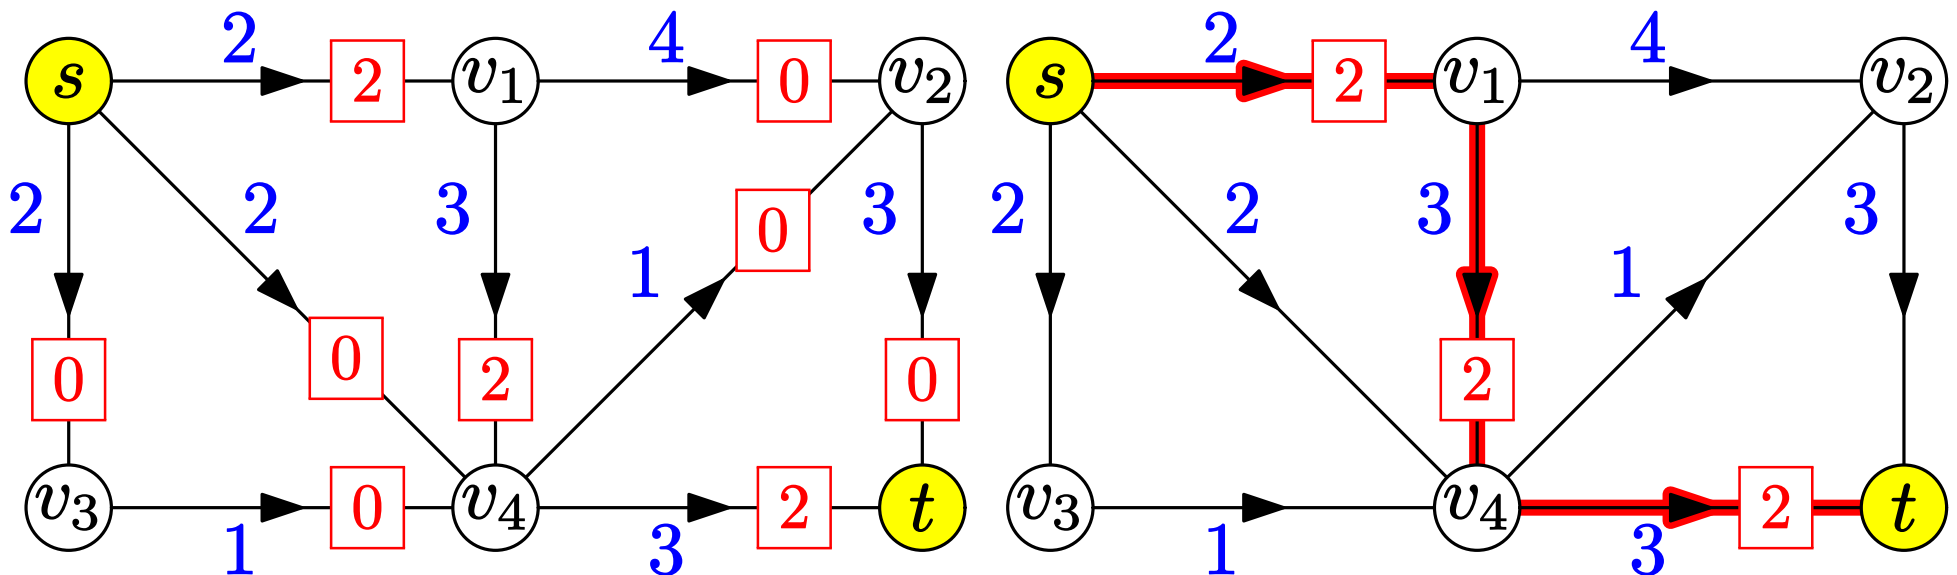 2 4 2 4
s 2 v₁ 0 v₂ s 2 v₁ v₂
2 2 3 3 2 2 3 3
1 0 1
0 0 2 0 2
v₃ 0 v₄ 2 t v₃ v₄ 2 t
1 3 1 3